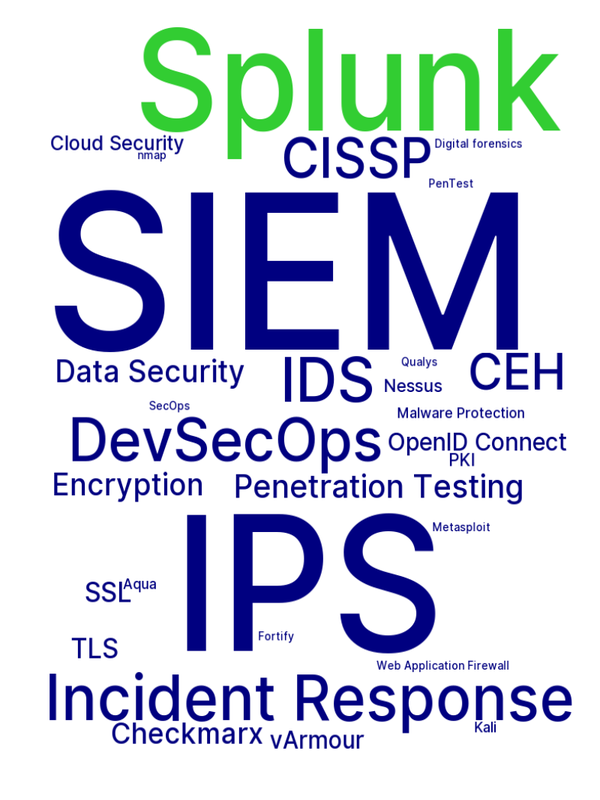 Splunk
Cloud Security
nmap
CISSP
Digital forensics
PenTest
SIEM
Data Security
IDS
Qualys
Nessus
CEH
SecOps
Malware Protection
DevSecOps
OpenID Connect
PKI
Encryption
Penetration Testing
IPS
Metasploit
SSL
Aqua
Fortify
TLS
Web Application Firewall
Incident Response
Kali
Checkmarx
vArmour